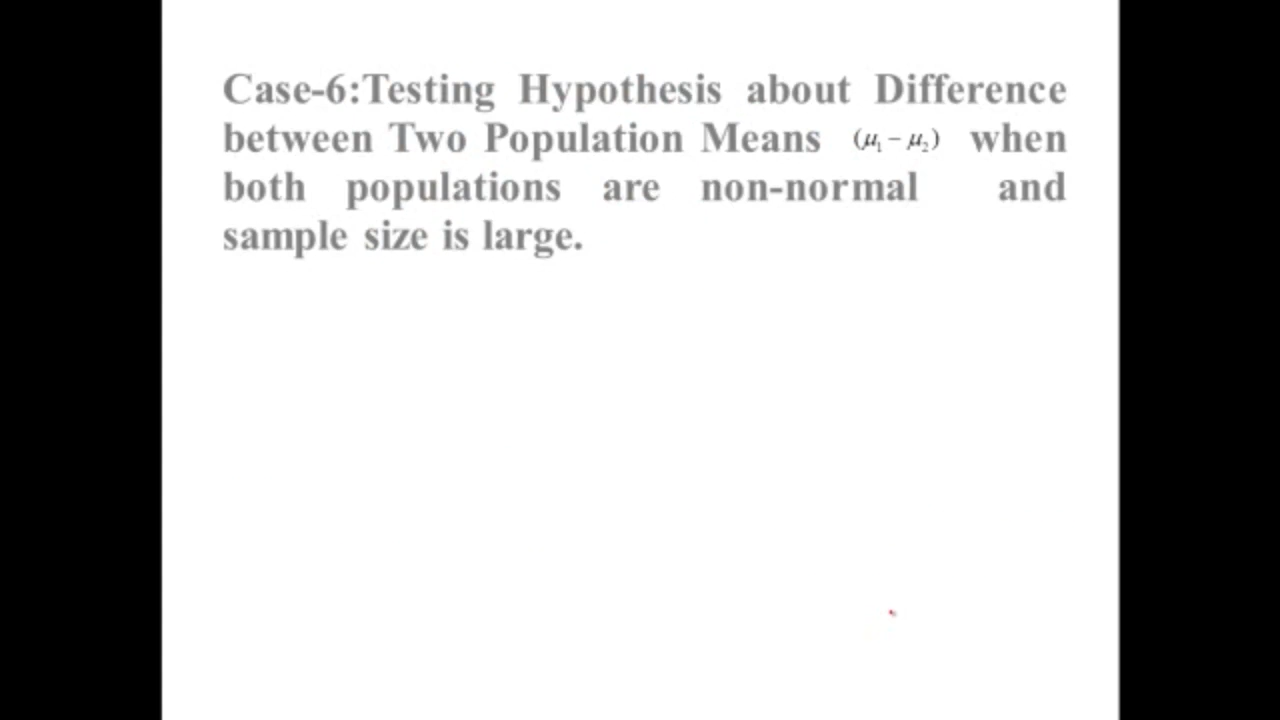 Case-6:Testing Hypothesis about Difference
between Two Population Means (μ₁ − μ₂) when
both populations are non-normal and
sample size is large.